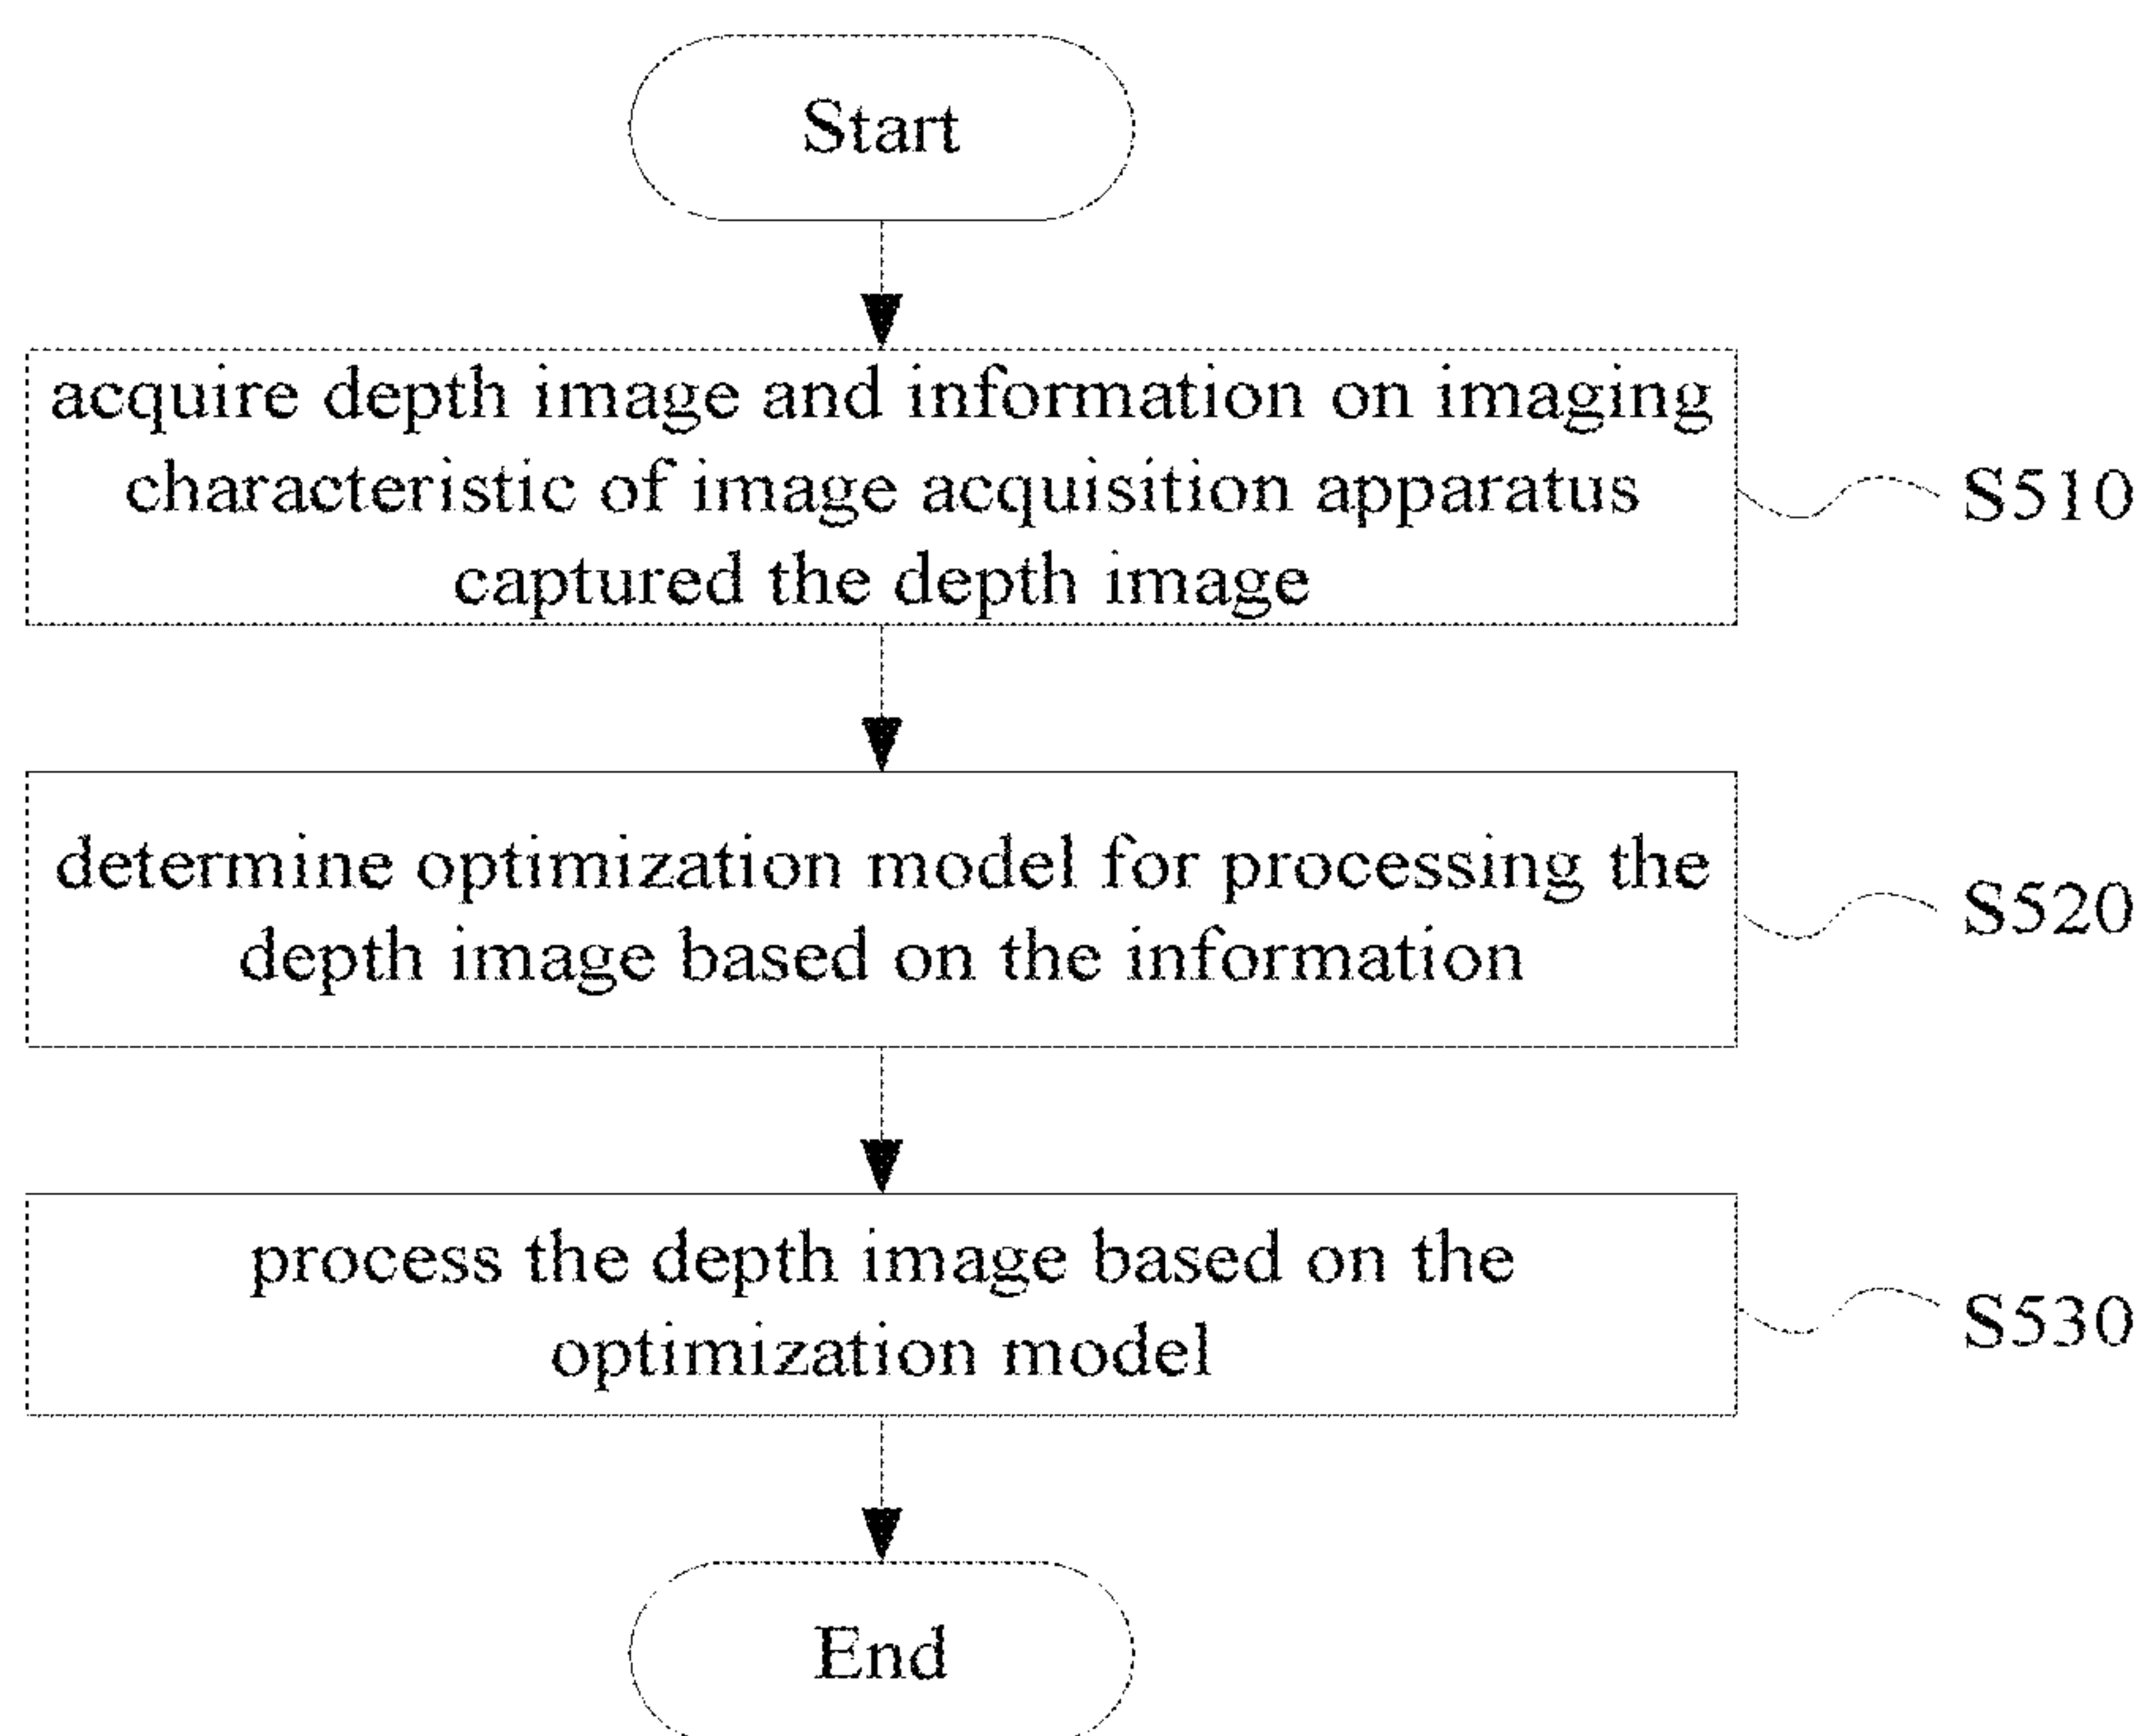 Start
acquire depth image and information on imaging
characteristic of image acquisition apparatus
captured the depth image
S510
determine optimization model for processing the
depth image based on the information
S520
process the depth image based on the
optimization model
S530
End